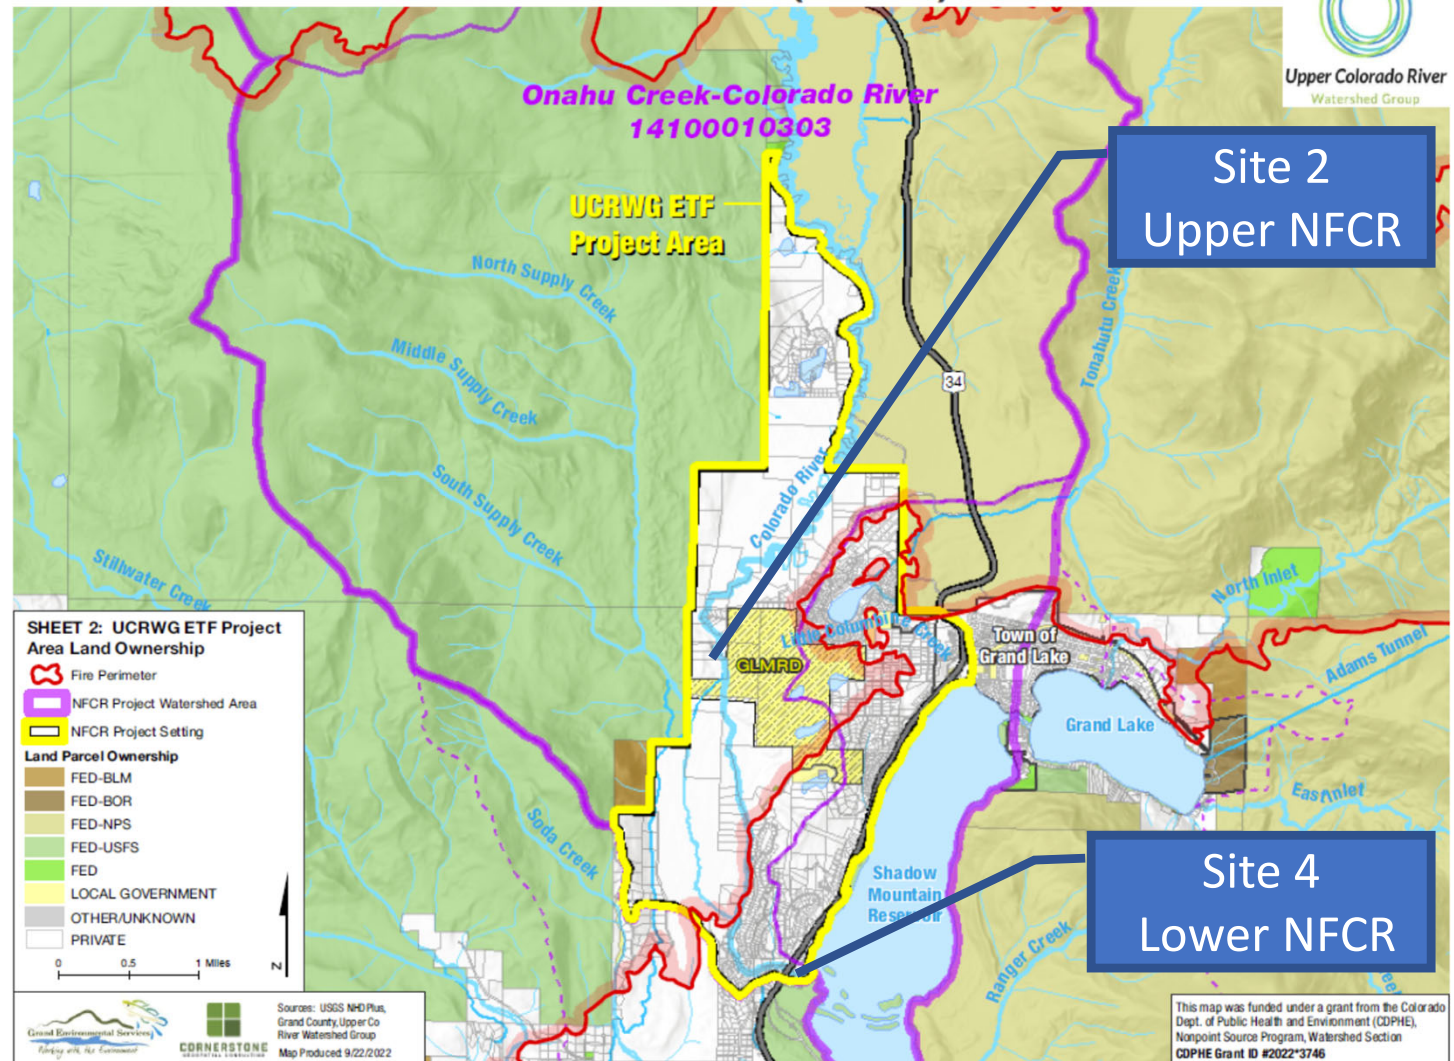 Upper Colorado River
Watershed Group
Onahu Creek-Colorado River
14100010303
Site 2
Upper NFCR
UCRWG ETF
Project Area
North Supply Creek
Middle Supply Creek
South Supply Creek
Stillwater Creek
Tonahutu Creek
34
Colorado River
Little Columbine Creek
GLMRD
Town of
Grand Lake
North Inlet
Adams Tunnel
Grand Lake
East Inlet
Soda Creek
Shadow
Mountain
Reservoir
Ranger Creek
Site 4
Lower NFCR
SHEET 2: UCRWG ETF Project
Area Land Ownership
Fire Perimeter
NFCR Project Watershed Area
NFCR Project Setting
Land Parcel Ownership
FED-BLM
FED-BOR
FED-NPS
FED-USFS
FED
LOCAL GOVERNMENT
OTHER/UNKNOWN
PRIVATE
0 0.5 1 Miles
N
Grand Environmental Services
Working with the Environment
CORNERSTONE
GEOSPATIAL CONSULTING
Sources: USGS NHDPlus,
Grand County, Upper Co
River Watershed Group
Map Produced 9/22/2022
This map was funded under a grant from the Colorado
Dept. of Public Health and Environment (CDPHE),
Nonpoint Source Program, Watershed Section
CDPHE Grant ID #2022*3746